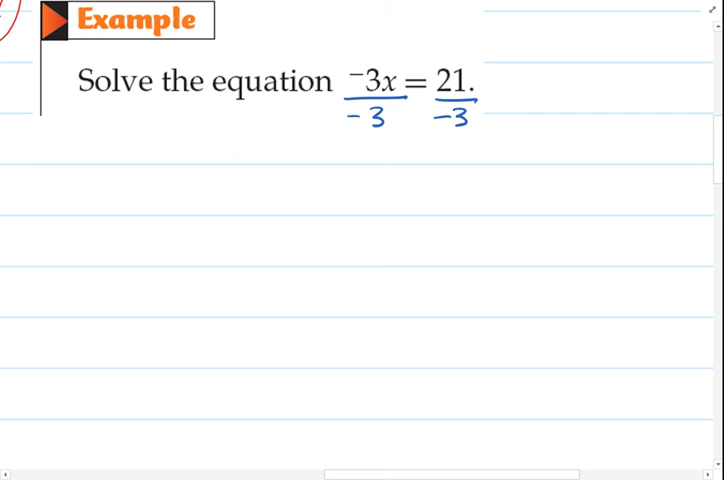 Example
Solve the equation ⁻3x = 21.
-3 -3